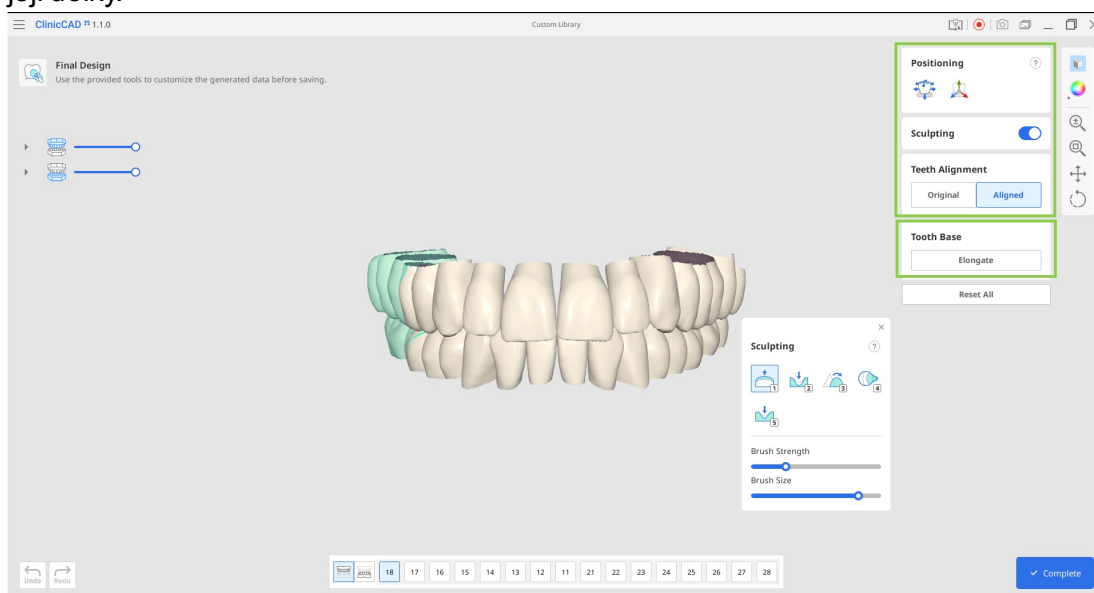 její délky.
ClinicCAD 1.1.0
Custom Library
Final Design
Use the provided tools to customize the generated data before saving.
Positioning
?
Sculpting
Teeth Alignment
Original Aligned
Tooth Base
Elongate
Reset All
Sculpting
?
1 2 3 4
5
Brush Strength
Brush Size
Undo Redo
18 17 16 15 14 13 12 11 21 22 23 24 25 26 27 28
Complete